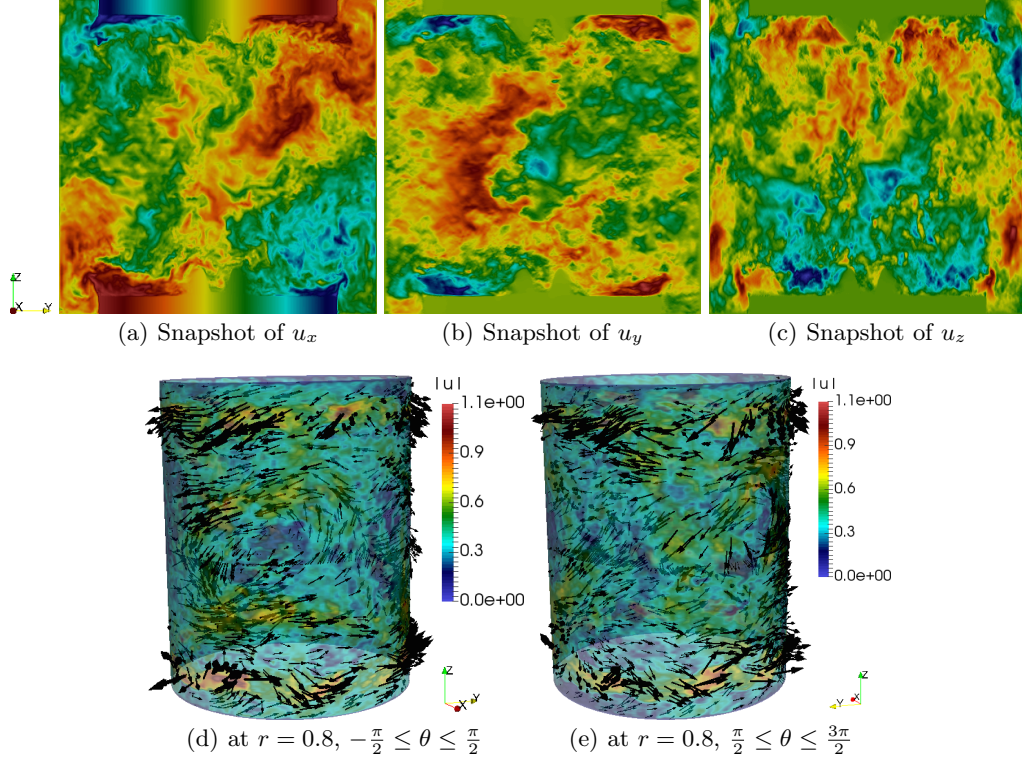 Z
X
Y
(a) Snapshot of u_x
(b) Snapshot of u_y
(c) Snapshot of u_z
|u|
1.1e+00
0.9
0.6
0.3
0.0e+00
Z
Y
X
|u|
1.1e+00
0.9
0.6
0.3
0.0e+00
Z
X
Y
(d) at r = 0.8, −π/2 ≤ θ ≤ π/2
(e) at r = 0.8, π/2 ≤ θ ≤ 3π/2